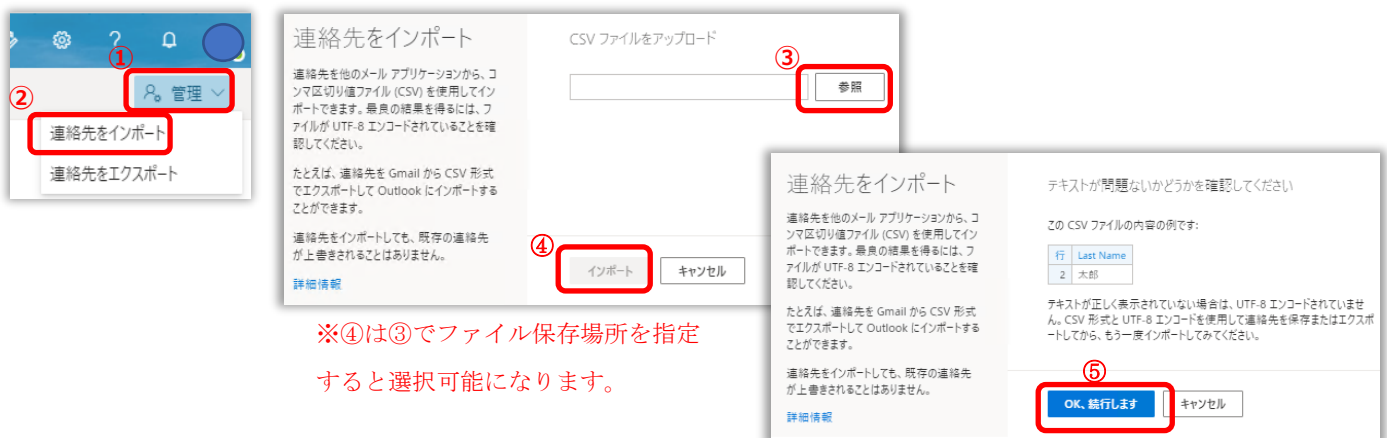 ?
①
管理
②
連絡先をインポート
連絡先をエクスポート
連絡先をインポート
連絡先を他のメール アプリケーションから、コ
ンマ区切り値ファイル (CSV) を使用してイン
ポートできます。最良の結果を得るには、フ
ァイルが UTF-8 エンコードされていることを確
認してください。
たとえば、連絡先を Gmail から CSV 形式
でエクスポートして Outlook にインポートする
ことができます。
連絡先をインポートしても、既存の連絡先
が上書きされることはありません。
詳細情報
CSV ファイルをアップロード
③
参照
④
インポート
キャンセル
※④は③でファイル保存場所を指定
すると選択可能になります。
連絡先をインポート
連絡先を他のメール アプリケーションから、コ
ンマ区切り値ファイル (CSV) を使用してイン
ポートできます。最良の結果を得るには、フ
ァイルが UTF-8 エンコードされていることを確
認してください。
たとえば、連絡先を Gmail から CSV 形式
でエクスポートして Outlook にインポートする
ことができます。
連絡先をインポートしても、既存の連絡先
が上書きされることはありません。
詳細情報
テキストが問題ないかどうかを確認してください
この CSV ファイルの内容の例です:
行 Last Name
2 太郎
テキストが正しく表示されていない場合は、UTF-8 エンコードされていませ
ん。CSV 形式と UTF-8 エンコードを使用して連絡先を保存またはエクスポ
ートしてから、もう一度インポートしてみてください。
⑤
OK、続行します
キャンセル